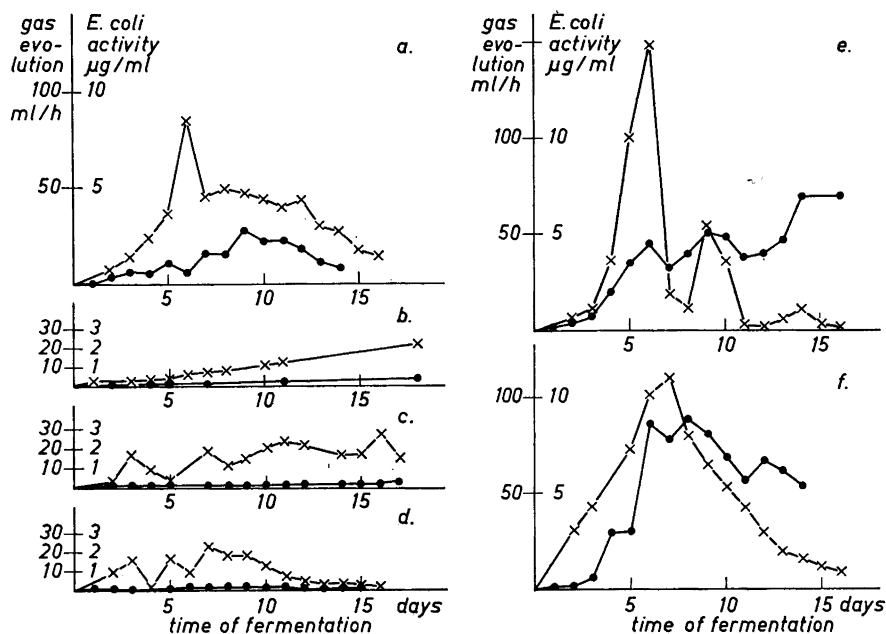 gas E. coli
evo- activity
lution µg/ml
a.
100 10
ml/h
50 5
5 10 15
b.
30 3
20 2
10 1
5 10 15
c.
30 3
20 2
10 1
5 10 15
d.
30 3
20 2
10 1
5 10 15 days
time of fermentation
gas E. coli
evo- activity
lution µg/ml
ml/h
e.
100 10
50 5
5 10 15
f.
100 10
50 5
5 10 15 days
time of fermentation